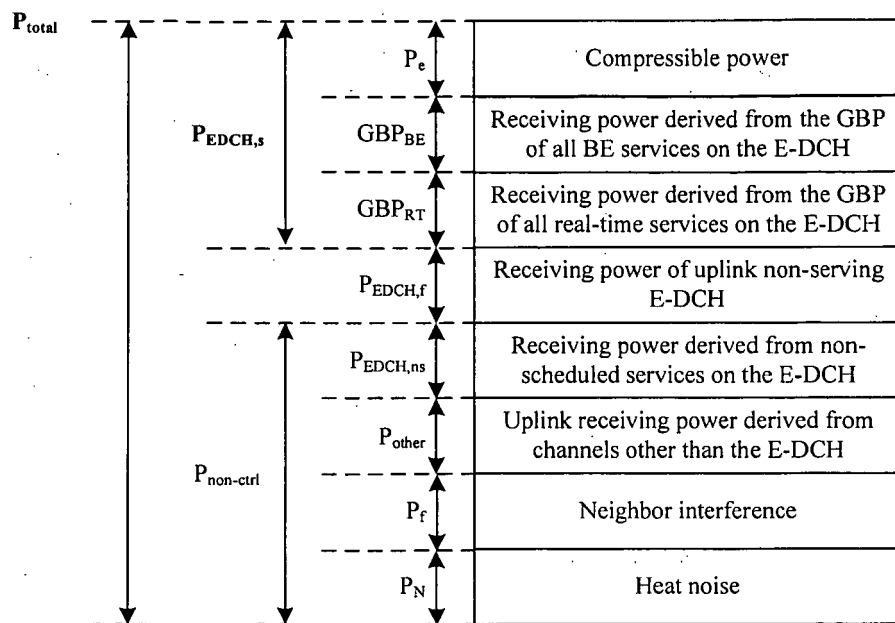 P_total
P_e
Compressible power
P_EDCH,s
GBP_BE
Receiving power derived from the GBP
of all BE services on the E-DCH
GBP_RT
Receiving power derived from the GBP
of all real-time services on the E-DCH
P_EDCH,f
Receiving power of uplink non-serving
E-DCH
P_EDCH,ns
Receiving power derived from non-
scheduled services on the E-DCH
P_other
Uplink receiving power derived from
channels other than the E-DCH
P_non-ctrl
P_f
Neighbor interference
P_N
Heat noise